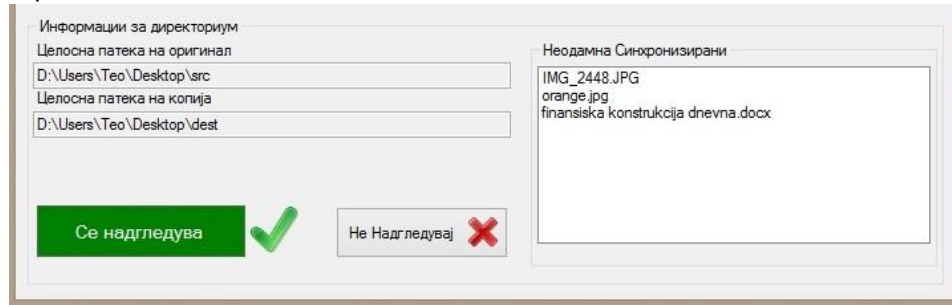 Информации за директориум
Целосна патека на оригинал
D:\Users\Teo\Desktop\src
Целосна патека на копија
D:\Users\Teo\Desktop\dest
Се надгледува
Не Надгледувај
Неодамна Синхронизирани
IMG_2448.JPG
orange.jpg
finansiska konstrukcija dnevna.docx